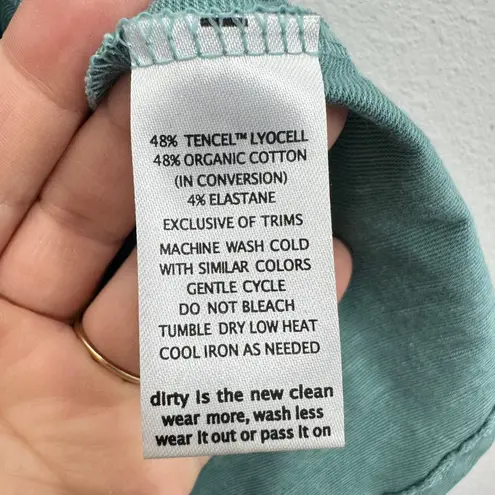 48% TENCEL™ LYOCELL
48% ORGANIC COTTON
(IN CONVERSION)
4% ELASTANE
EXCLUSIVE OF TRIMS
MACHINE WASH COLD
WITH SIMILAR COLORS
GENTLE CYCLE
DO NOT BLEACH
TUMBLE DRY LOW HEAT
COOL IRON AS NEEDED
dirty is the new clean
wear more, wash less
wear it out or pass it on